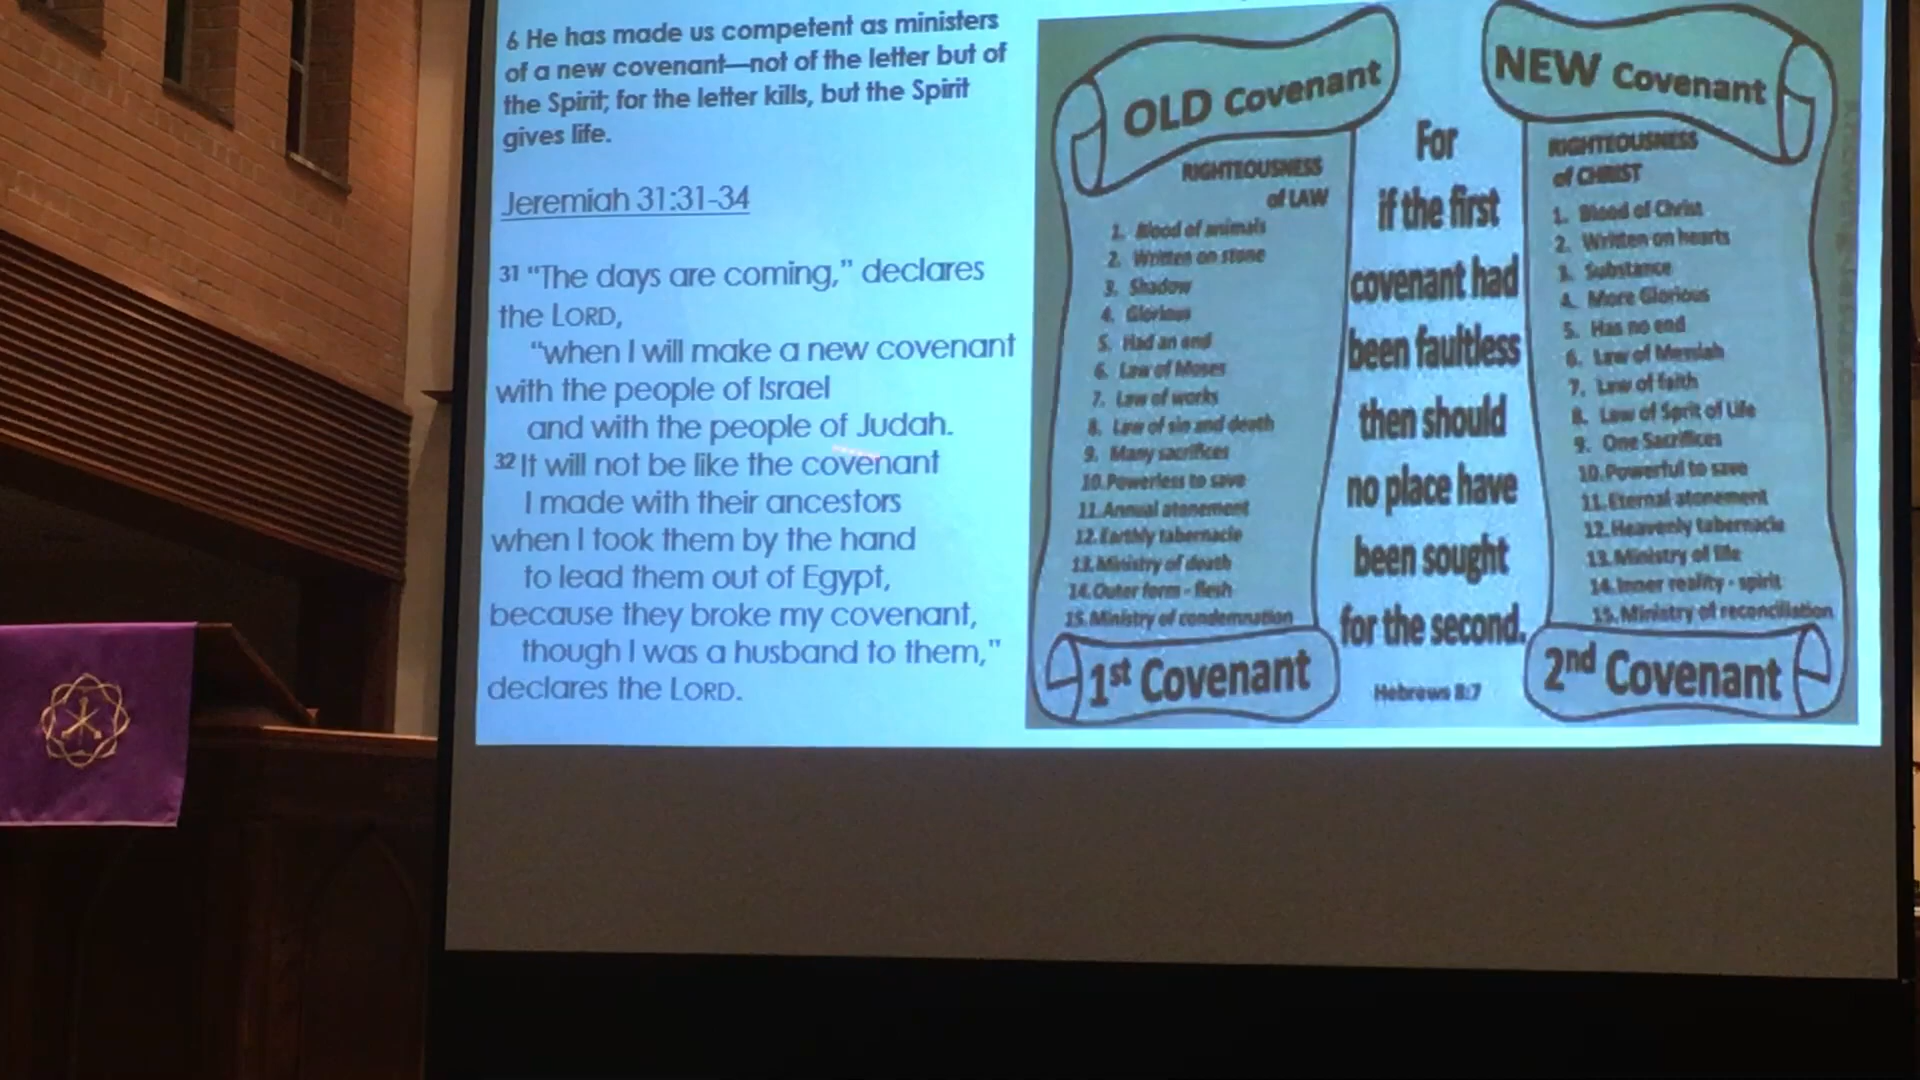 6 He has made us competent as ministers
of a new covenant—not of the letter but of
the Spirit; for the letter kills, but the Spirit
gives life.
Jeremiah 31:31-34
31 “The days are coming,” declares
the LORD,
“when I will make a new covenant
with the people of Israel
and with the people of Judah.
32 It will not be like the covenant
I made with their ancestors
when I took them by the hand
to lead them out of Egypt,
because they broke my covenant,
though I was a husband to them,”
declares the LORD.
OLD Covenant
RIGHTEOUSNESS
of LAW
1. Blood of animals
2. Written on stone
3. Shadow
4. Glorious
5. Had an end
6. Law of Moses
7. Law of works
8. Law of sin and death
9. Many sacrifices
10. Powerless to save
11. Annual atonement
12. Earthly tabernacle
13. Ministry of death
14. Outer form - flesh
15. Ministry of condemnation
1st Covenant
For
if the first
covenant had
been faultless
then should
no place have
been sought
for the second.
Hebrews 8:7
NEW Covenant
RIGHTEOUSNESS
of CHRIST
1. Blood of Christ
2. Written on hearts
3. Substance
4. More Glorious
5. Has no end
6. Law of Messiah
7. Law of faith
8. Law of Sprit of Life
9. One Sacrifices
10. Powerful to save
11. Eternal atonement
12. Heavenly tabernacle
13. Ministry of life
14. Inner reality - spirit
15. Ministry of reconciliation
2nd Covenant